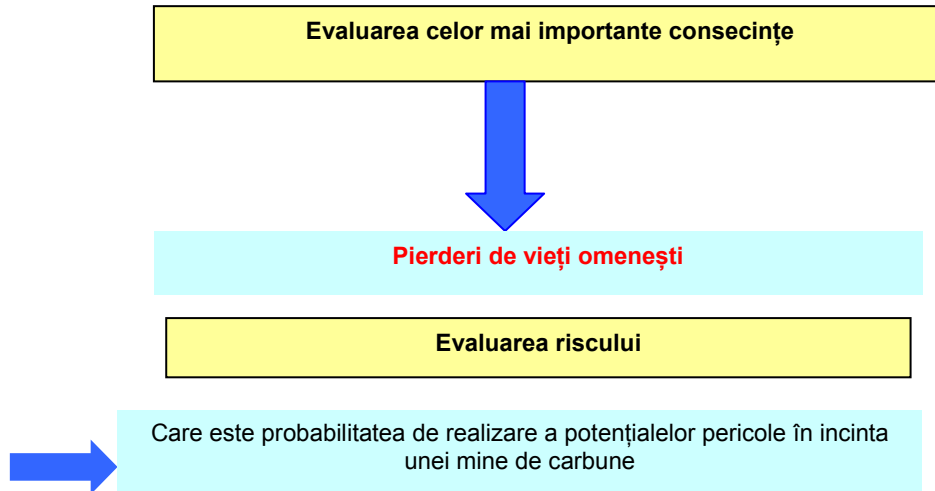 Evaluarea celor mai importante consecințe
Pierderi de vieți omenești
Evaluarea riscului
Care este probabilitatea de realizare a potențialelor pericole în incinta
unei mine de carbune